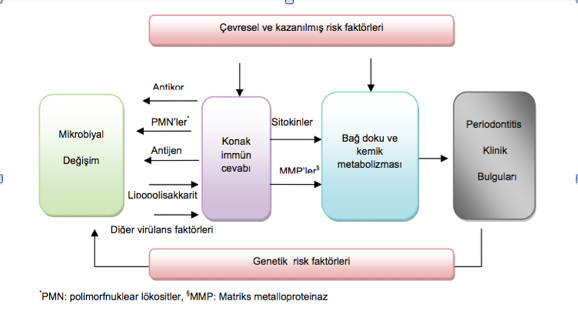 Çevresel ve kazanılmış risk faktörleri
Antikor
PMN'ler*
Antijen
Lipopolisakkarit
Diğer virülans faktörleri
Mikrobiyal
Değişim
Konak
immün
cevabı
Sitokinler
MMP'ler§
Bağ doku ve
kemik
metabolizması
Periodontitis
Klinik
Bulguları
Genetik risk faktörleri
*PMN: polimorfnuklear lökositler, §MMP: Matriks metalloproteinaz